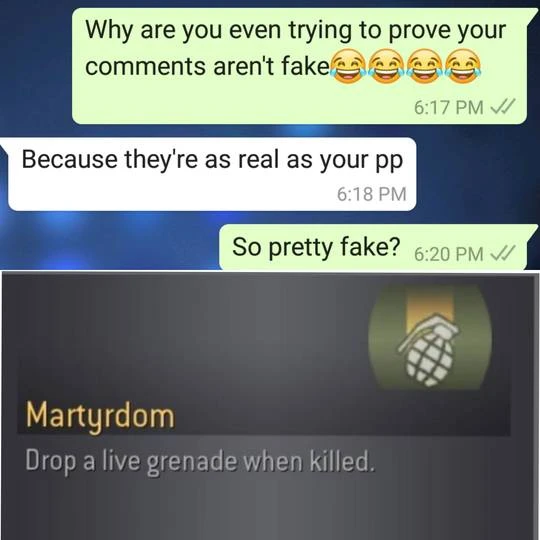 Why are you even trying to prove your
comments aren't fake😂😂😂😂
6:17 PM
Because they're as real as your pp
6:18 PM
So pretty fake? 6:20 PM
Martyrdom
Drop a live grenade when killed.